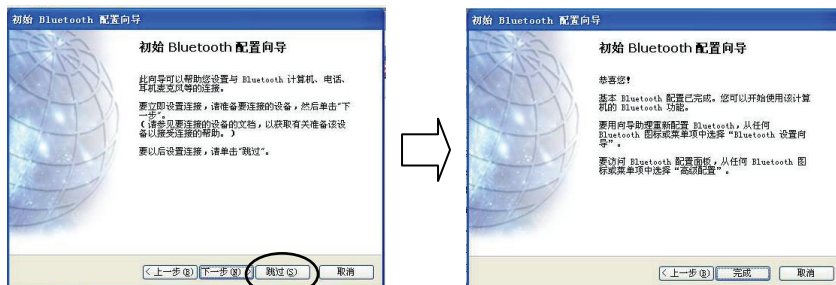 初始 Bluetooth 配置向导
初始 Bluetooth 配置向导
此向导可以帮助您设置与 Bluetooth 计算机、电话、
耳机麦克风等的连接。
要立即设置连接，请准备要连接的设备，然后单击"下
一步"。
（请参见要连接的设备的文档，以获取有关准备该设
备以接受连接的帮助。）
要以后设置连接，请单击"跳过"。
<上一步(B) 下一步(N)> 跳过(S) 取消
初始 Bluetooth 配置向导
初始 Bluetooth 配置向导
恭喜您！
基本 Bluetooth 配置已完成。您可以开始使用该计算
机的 Bluetooth 功能。
要用向导助理重新配置 Bluetooth，从任何
Bluetooth 图标或菜单项中选择“Bluetooth 设置向
导”。
要访问 Bluetooth 配置面板，从任何 Bluetooth 图
标或菜单项中选择“高级配置”。
<上一步(B) 完成 取消